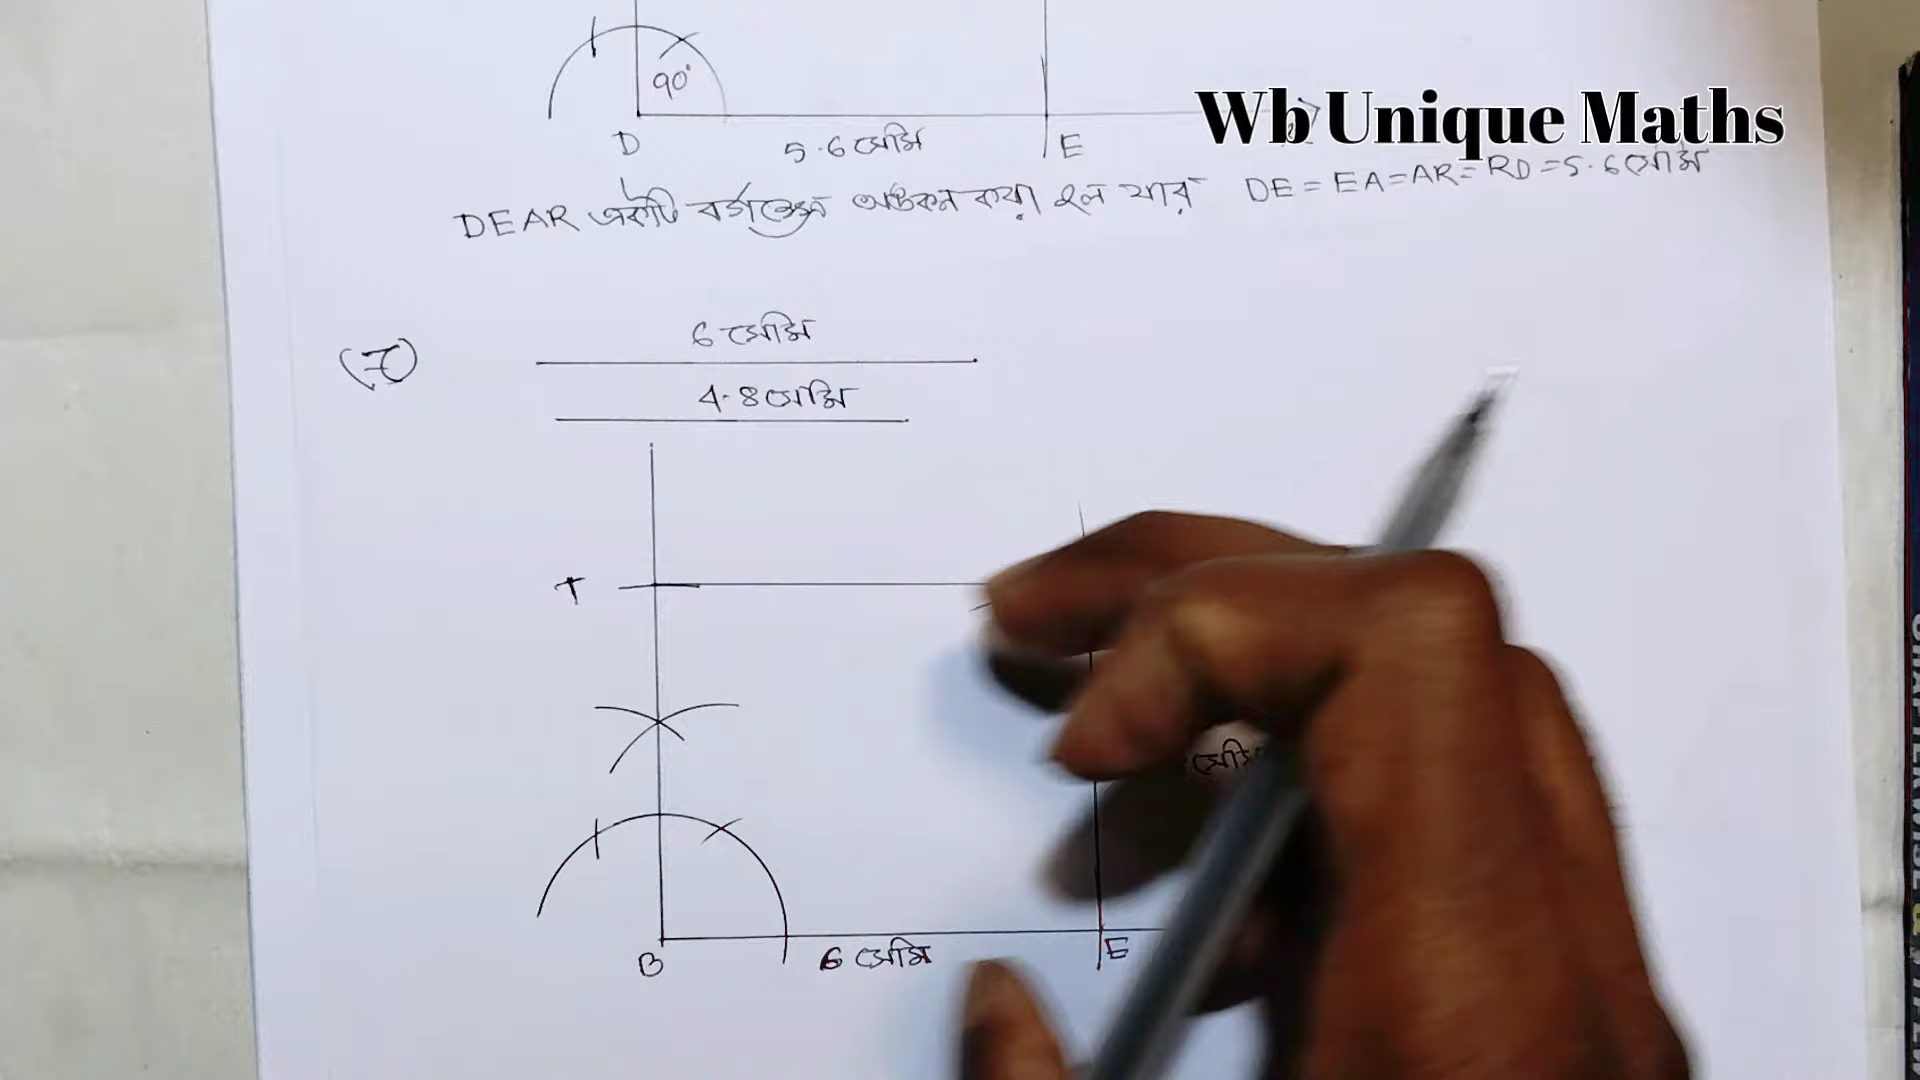 90°
Wb Unique Maths
D 5.6 সেমি E
DE = EA = AR = RD = 5.6 সেমি
DEAR একটি বর্গক্ষেত্র অঙ্কন করা হল যার
6 সেমি
4.8 সেমি
T
সেমি
B 6 সেমি E